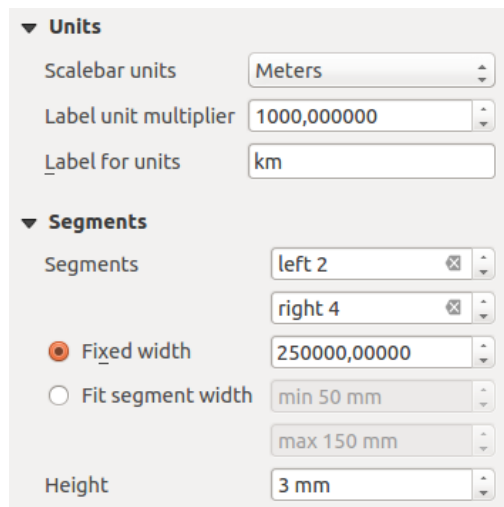 Units
Scalebar units Meters
Label unit multiplier 1000,000000
Label for units km
Segments
Segments left 2
right 4
Fixed width 250000,00000
Fit segment width min 50 mm
max 150 mm
Height 3 mm